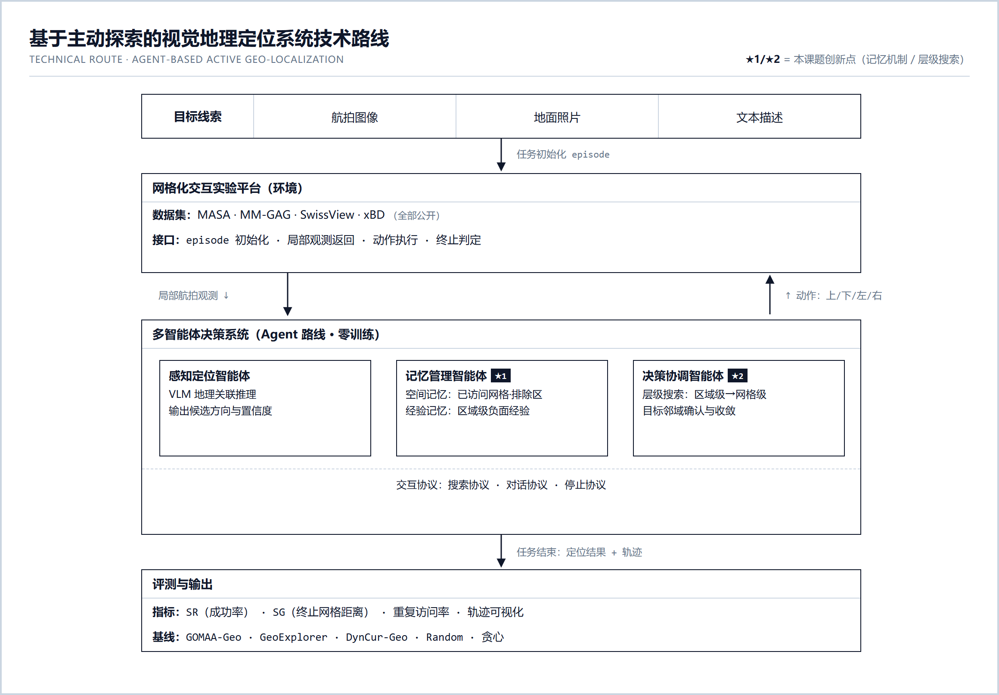 基于主动探索的视觉地理定位系统技术路线
TECHNICAL ROUTE · AGENT-BASED ACTIVE GEO-LOCALIZATION
★1/★2 = 本课题创新点（记忆机制 / 层级搜索）
目标线索 航拍图像 地面照片 文本描述
任务初始化 episode
网格化交互实验平台（环境）
数据集：MASA · MM-GAG · SwissView · xBD （全部公开）
接口：episode 初始化 · 局部观测返回 · 动作执行 · 终止判定
局部航拍观测 ↓
↑ 动作：上/下/左/右
多智能体决策系统（Agent 路线 · 零训练）
感知定位智能体
VLM 地理关联推理
输出候选方向与置信度
记忆管理智能体 ★1
空间记忆：已访问网格·排除区
经验记忆：区域级负面经验
决策协调智能体 ★2
层级搜索：区域级→网格级
目标邻域确认与收敛
交互协议：搜索协议 · 对话协议 · 停止协议
任务结束：定位结果 + 轨迹
评测与输出
指标：SR（成功率） · SG（终止网格距离） · 重复访问率 · 轨迹可视化
基线：GOMAA-Geo · GeoExplorer · DynCur-Geo · Random · 贪心